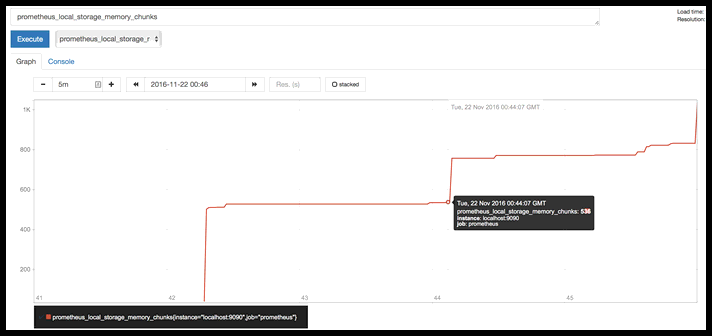 prometheus_local_storage_memory_chunks
Load time:
Resolution:
Execute
prometheus_local_storage_r
Graph
Console
5m
2016-11-22 00:46
Res. (s)
stacked
Tue, 22 Nov 2016 00:44:07 GMT
1K
800
600
400
200
Tue, 22 Nov 2016 00:44:07 GMT
prometheus_local_storage_memory_chunks: 536
instance: localhost:9090
job: prometheus
41
42
43
44
45
prometheus_local_storage_memory_chunks{instance="localhost:9090",job="prometheus"}